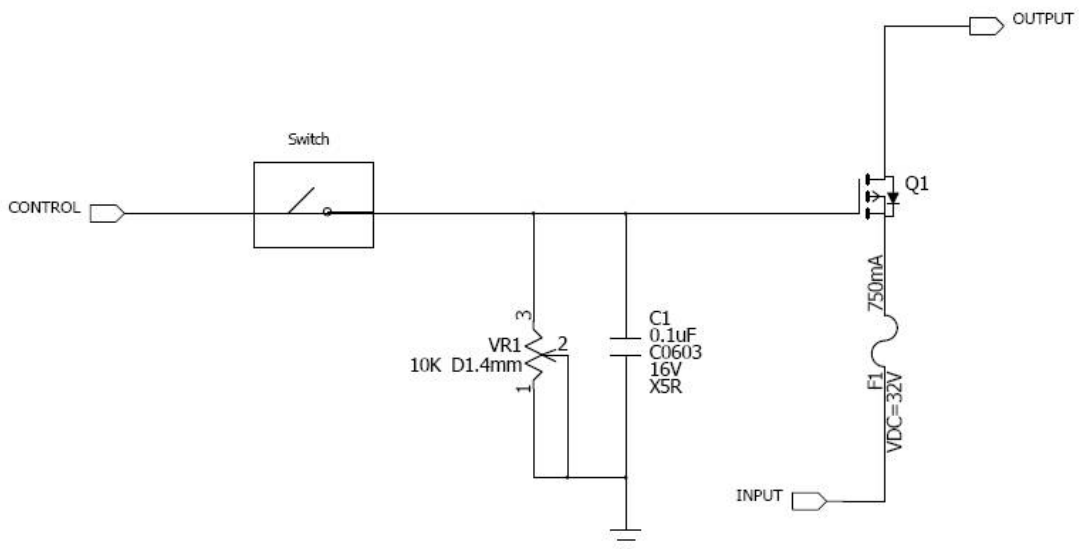 OUTPUT
Switch
Q1
CONTROL
750mA
3
C1
VR1
2
0.1uF
10K D1.4mm
C0603
16V
1
X5R
F1
VDC=32V
INPUT